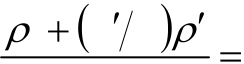 ρ + ( ′/ )ρ′ =